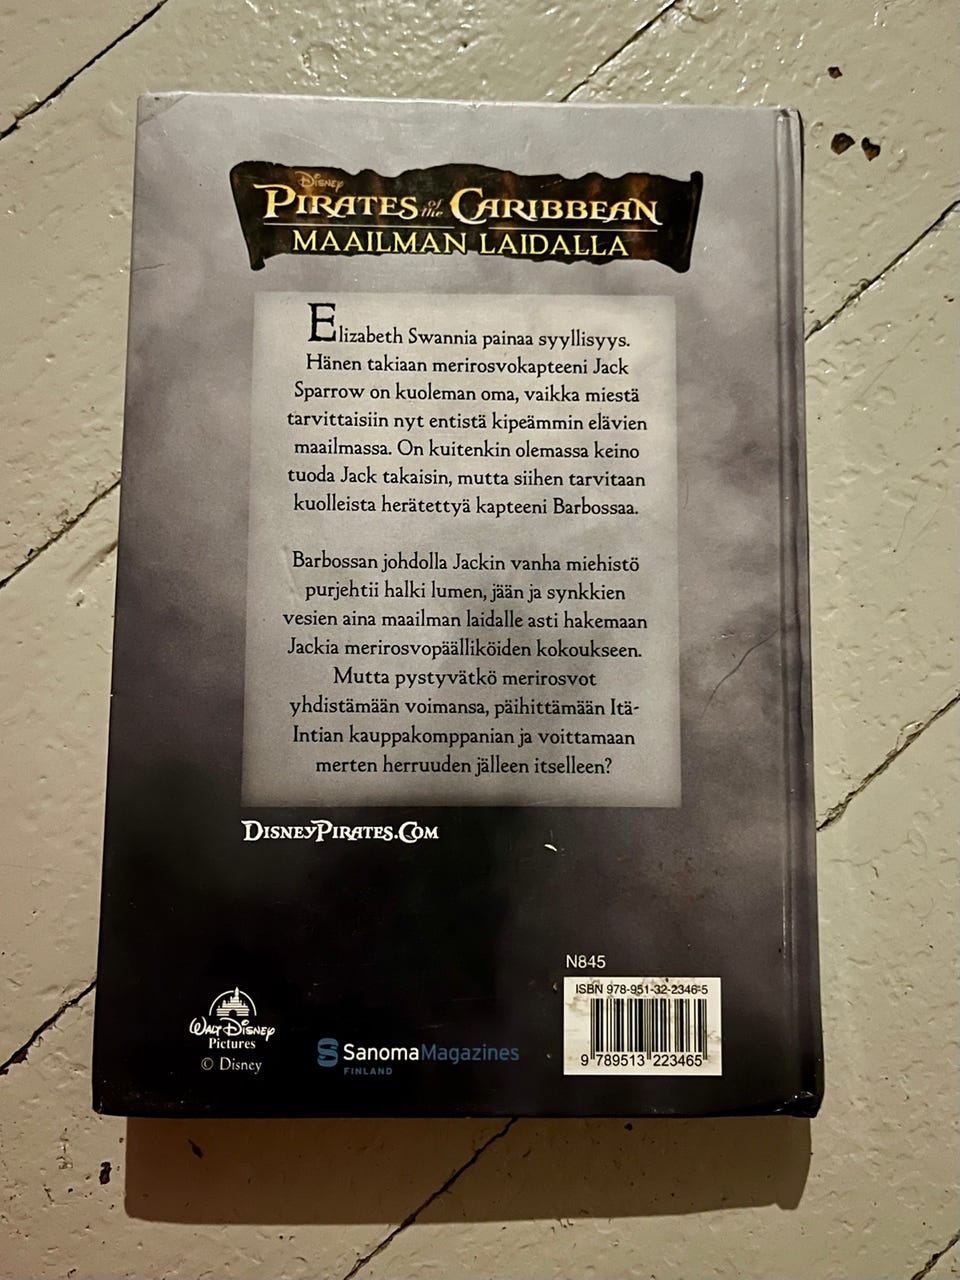 Disney
Pirates of the Caribbean
Maailman laidalla
Elizabeth Swannia painaa syyllisyys.
Hänen takiaan merirosvokapteeni Jack
Sparrow on kuoleman oma, vaikka miestä
tarvittaisiin nyt entistä kipeämmin elävien
maailmassa. On kuitenkin olemassa keino
tuoda Jack takaisin, mutta siihen tarvitaan
kuolleista herätettyä kapteeni Barbossaa.
Barbossan johdolla Jackin vanha miehistö
purjehtii halki lumen, jään ja synkkien
vesien aina maailman laidalle asti hakemaan
Jackia merirosvopäälliköiden kokoukseen.
Mutta pystyvätkö merirosvot
yhdistämään voimansa, päihittämään Itä-
Intian kauppakomppanian ja voittamaan
merten herruuden jälleen itselleen?
DisneyPirates.Com
N845
ISBN 978-951-32-2346-5
9 789513 223465
Walt Disney
Pictures
© Disney
SanomaMagazines
FINLAND